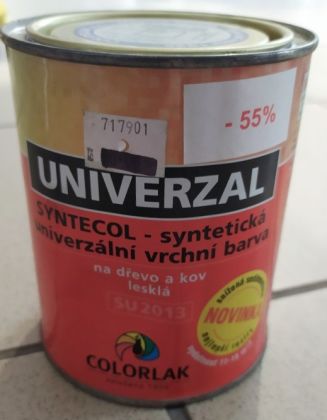 717901
- 55%
UNIVERZAL
SYNTECOL - syntetická
univerzální vrchní barva
na dřevo a kov
lesklá
SU2013
NOVINKA
COLORLAK